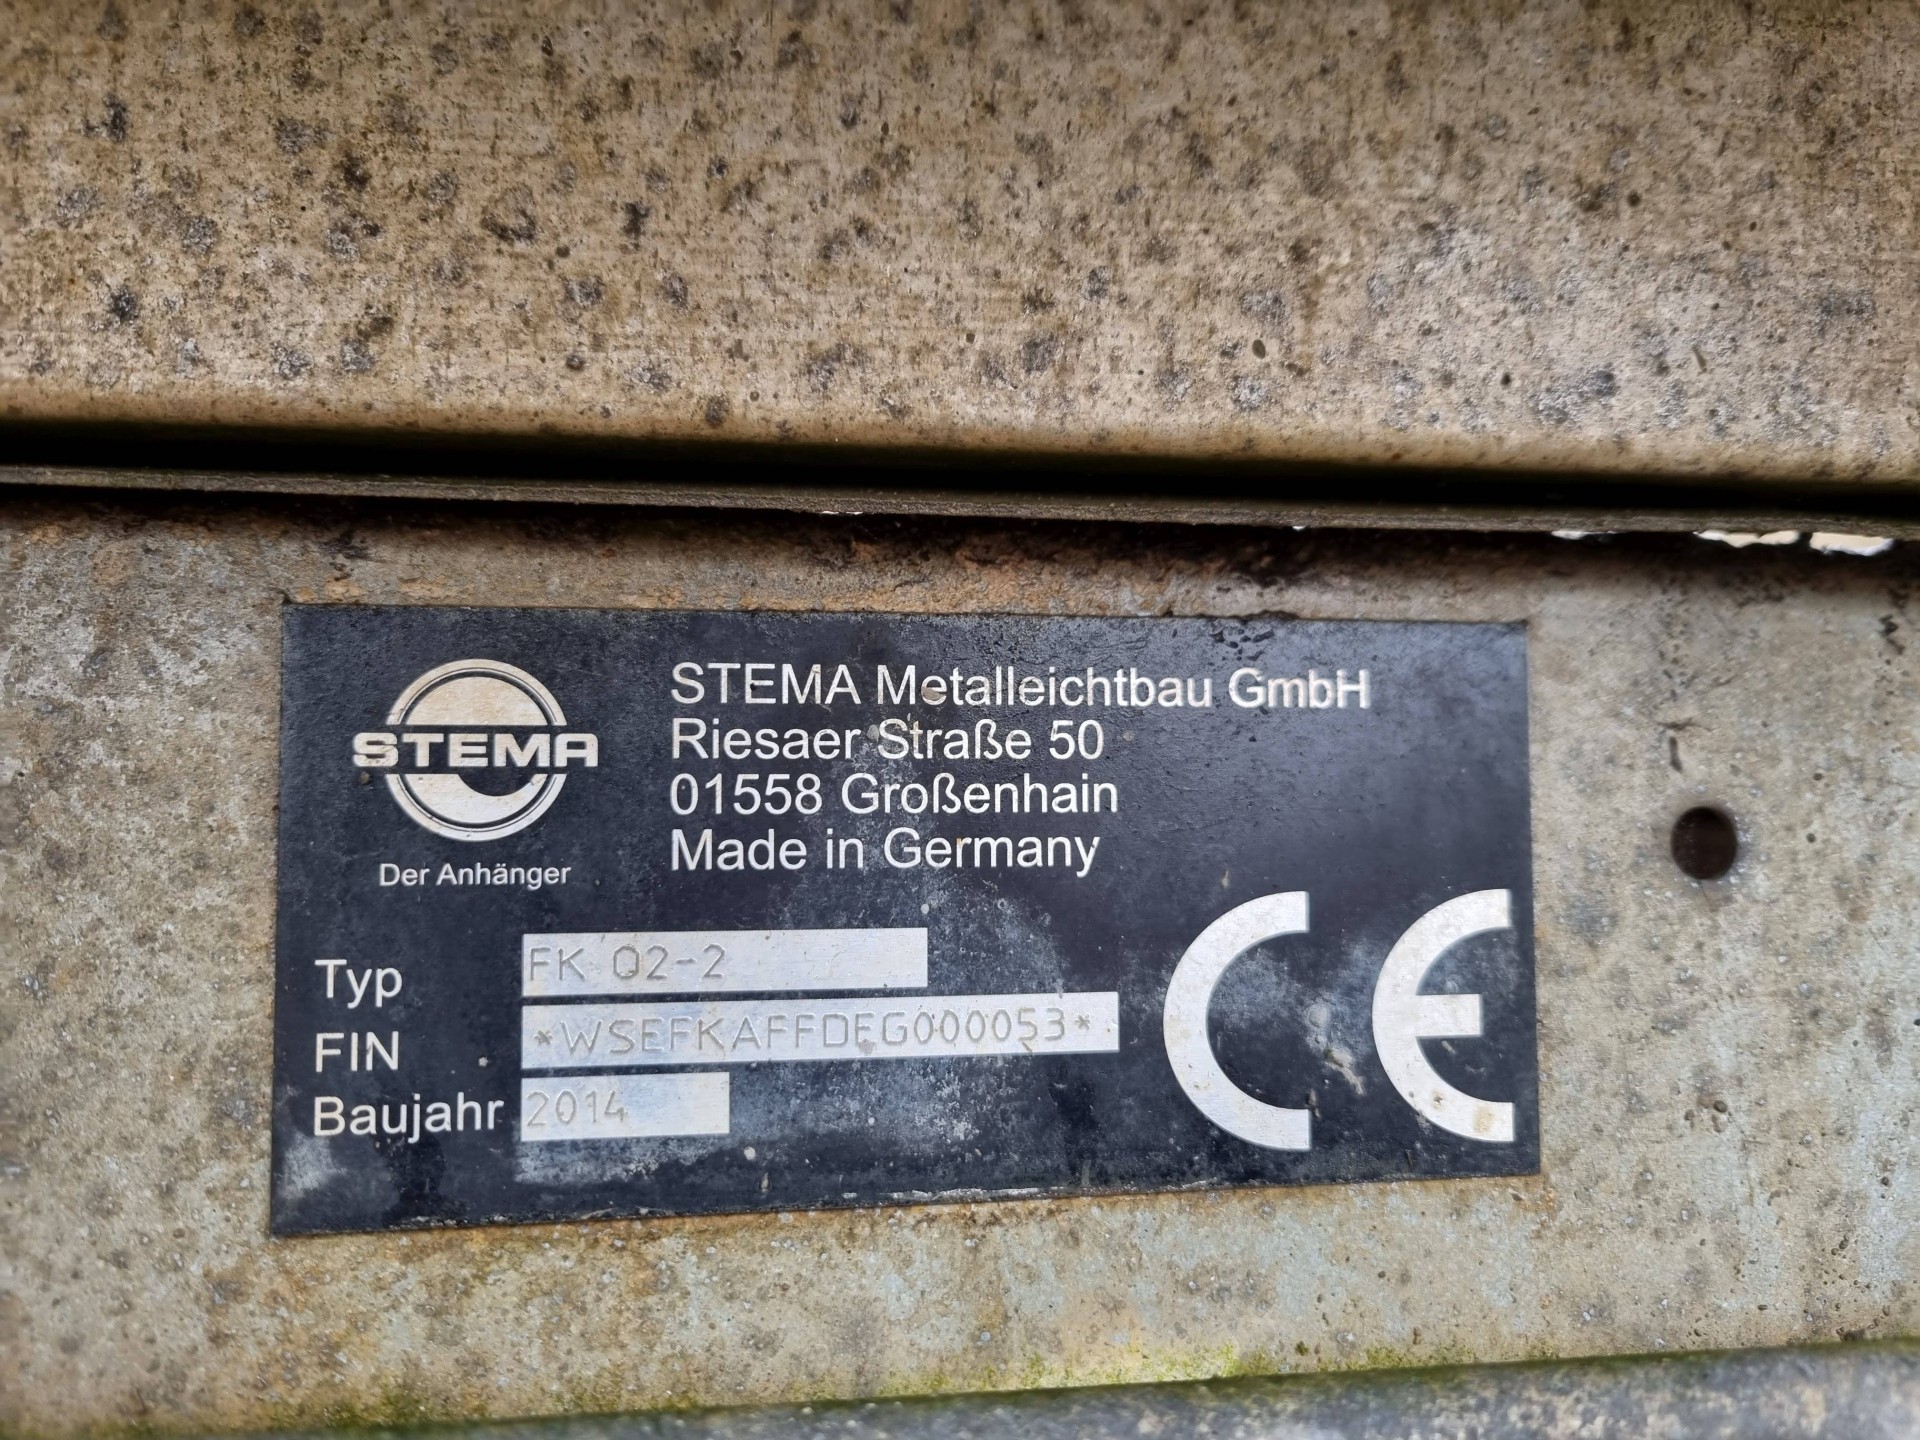 STEMA
Der Anhänger
STEMA Metalleichtbau GmbH
Riesaer Straße 50
01558 Großenhain
Made in Germany
Typ FK O2-2
FIN *WSEFKAFFDEG000053*
Baujahr 2014
CE